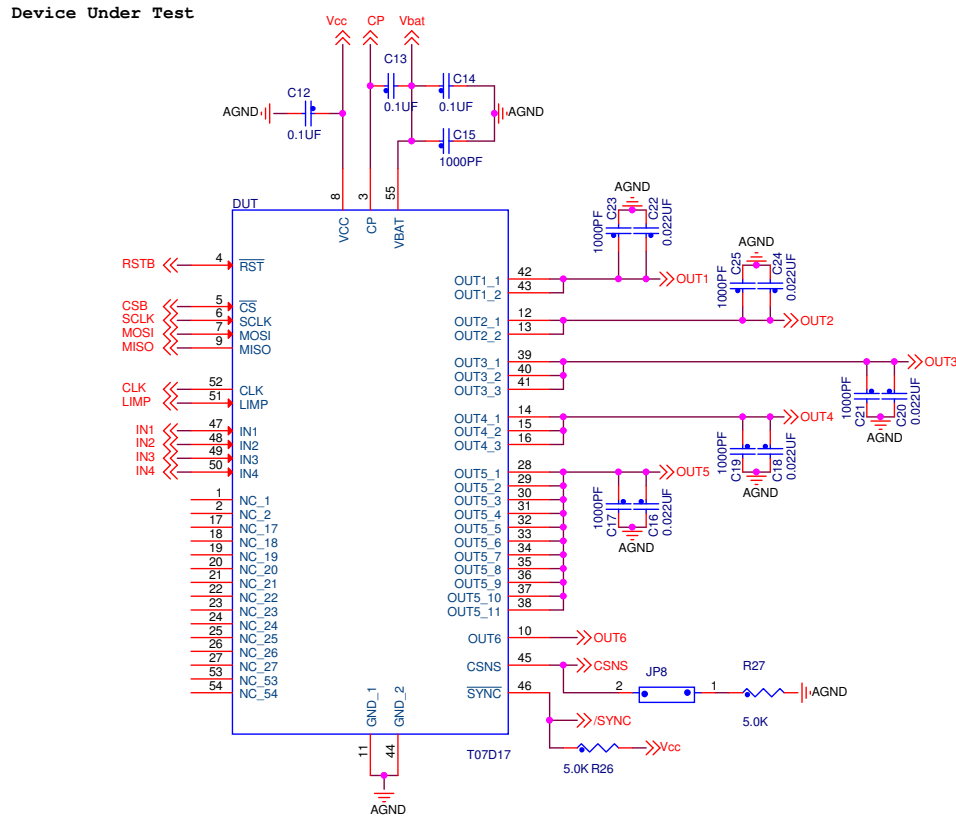 Device Under Test
Vcc
CP
Vbat
C13
C14
C12
0.1UF
0.1UF
AGND
AGND
0.1UF
C15
1000PF
8
3
55
DUT
VCC
CP
VBAT
RSTB
4
RST
CSB
5
CS
SCLK
6
SCLK
MOSI
7
MOSI
MISO
9
MISO
CLK
52
CLK
LIMP
51
LIMP
IN1
47
IN1
IN2
48
IN2
IN3
49
IN3
IN4
50
IN4
1
NC_1
2
NC_2
17
NC_17
18
NC_18
19
NC_19
20
NC_20
21
NC_21
22
NC_22
23
NC_23
24
NC_24
25
NC_25
26
NC_26
27
NC_27
53
NC_53
54
NC_54
GND_1
GND_2
11
44
AGND
T07D17
OUT1_1
42
OUT1_2
43
OUT1
AGND
1000PF
C23
C22
0.022UF
OUT2_1
12
OUT2_2
13
OUT2
AGND
1000PF
C25
C24
0.022UF
OUT3_1
39
OUT3_2
40
OUT3_3
41
OUT3
1000PF
C21
C20
0.022UF
AGND
OUT4_1
14
OUT4_2
15
OUT4_3
16
OUT4
1000PF
C19
C18
0.022UF
AGND
OUT5_1
28
OUT5_2
29
OUT5_3
30
OUT5_4
31
OUT5_5
32
OUT5_6
33
OUT5_7
34
OUT5_8
35
OUT5_9
36
OUT5_10
37
OUT5_11
38
OUT5
1000PF
C17
C16
0.022UF
AGND
OUT6
10
OUT6
CSNS
45
CSNS
SYNC
46
/SYNC
JP8
2
1
R27
5.0K
AGND
5.0K R26
Vcc